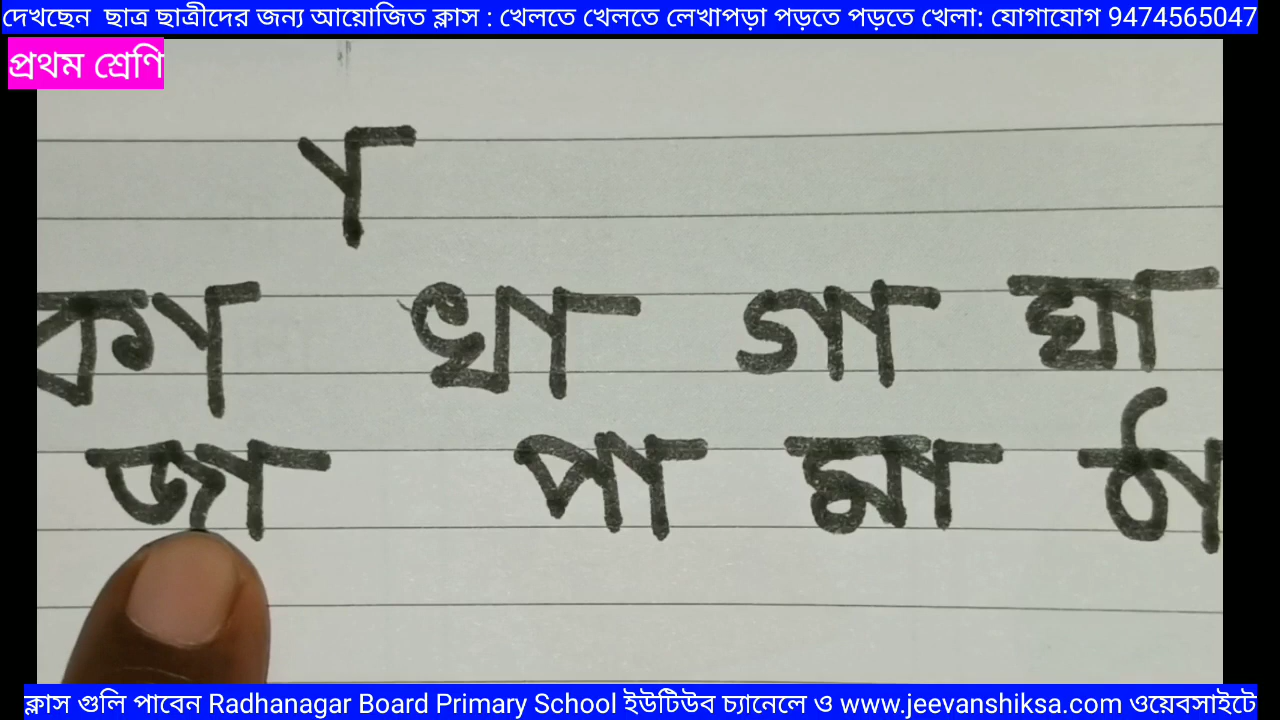 দেখছেন ছাত্র ছাত্রীদের জন্য আয়োজিত ক্লাস : খেলতে খেলতে লেখাপড়া পড়তে পড়তে খেলা: যোগাযোগ 9474565047
প্রথম শ্রেণি
া
কা খা গা ঘা
জা পা মা ঠা
ক্লাস গুলি পাবেন Radhanagar Board Primary School ইউটিউব চ্যানেলে ও www.jeevanshiksa.com ওয়েবসাইটে